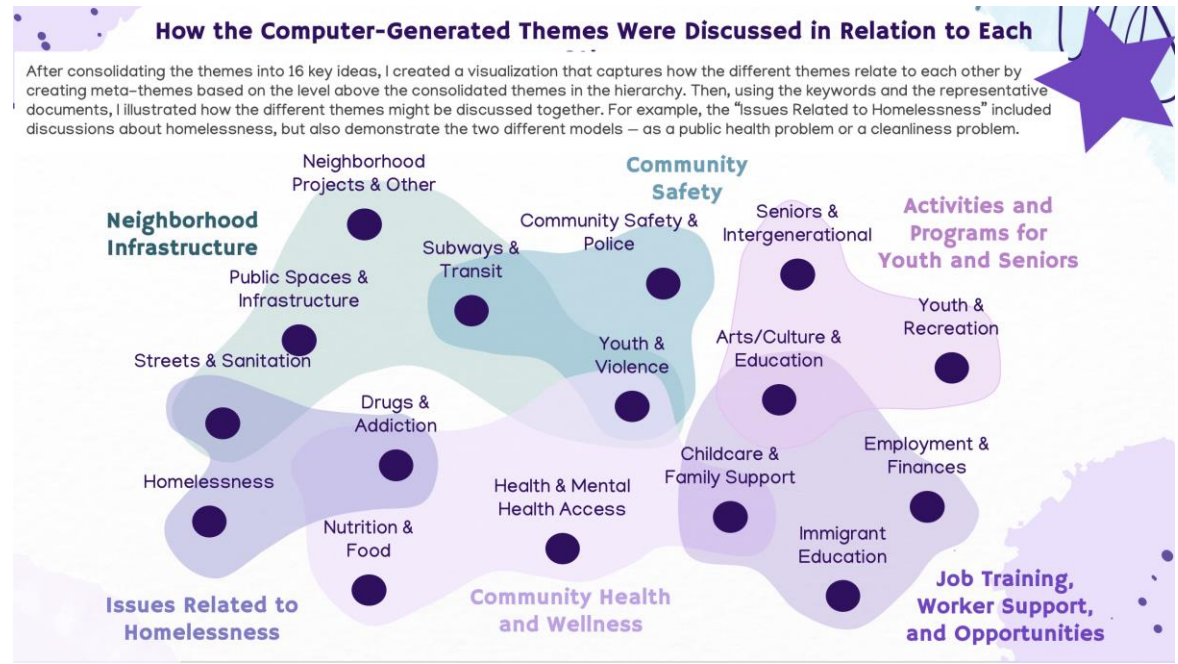 How the Computer-Generated Themes Were Discussed in Relation to Each
After consolidating the themes into 16 key ideas, I created a visualization that captures how the different themes relate to each other by
creating meta-themes based on the level above the consolidated themes in the hierarchy. Then, using the keywords and the representative
documents, I illustrated how the different themes might be discussed together. For example, the “Issues Related to Homelessness” included
discussions about homelessness, but also demonstrate the two different models – as a public health problem or a cleanliness problem.
Neighborhood
Projects & Other
Community
Safety
Neighborhood
Infrastructure
Subways &
Transit
Community Safety &
Police
Seniors &
Intergenerational
Activities and
Programs for
Youth and Seniors
Public Spaces &
Infrastructure
Youth &
Recreation
Streets & Sanitation
Youth &
Violence
Arts/Culture &
Education
Drugs &
Addiction
Childcare &
Family Support
Employment &
Finances
Homelessness
Health & Mental
Health Access
Nutrition &
Food
Immigrant
Education
Issues Related to
Homelessness
Community Health
and Wellness
Job Training,
Worker Support,
and Opportunities